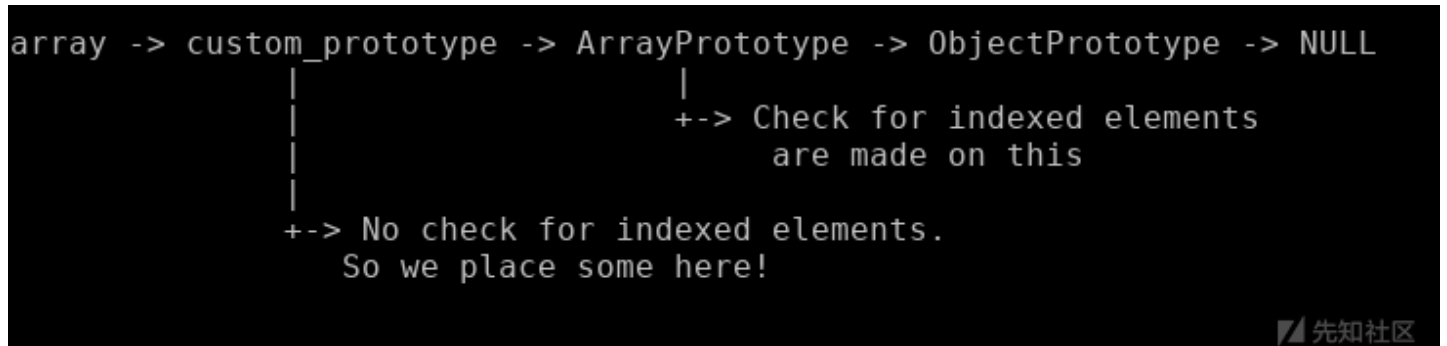 array -> custom_prototype -> ArrayPrototype -> ObjectPrototype -> NULL
| |
| +-> Check for indexed elements
| are made on this
|
+-> No check for indexed elements.
So we place some here!
先知社区